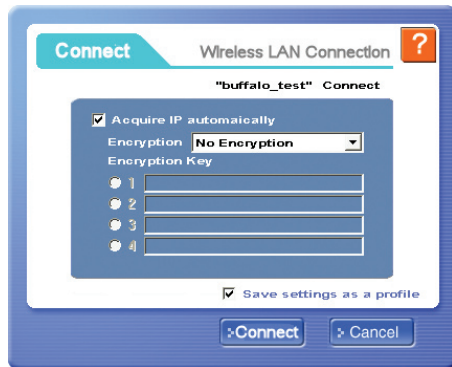 Connect
Wireless LAN Connection
?
"buffalo_test" Connect
Acquire IP automaically
Encryption No Encryption
Encryption Key
1
2
3
4
Save settings as a profile
Connect Cancel